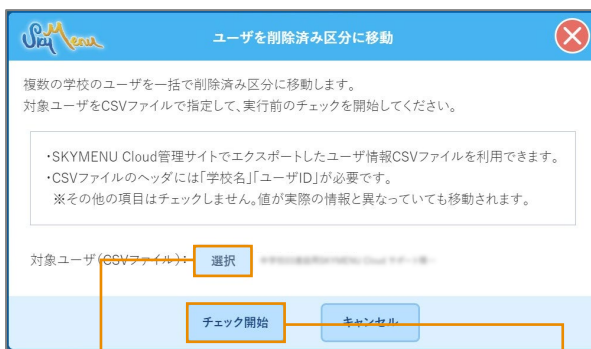 SkyMenu
ユーザを削除済み区分に移動
複数の学校のユーザを一括で削除済み区分に移動します。
対象ユーザをCSVファイルで指定して、実行前のチェックを開始してください。
・SKYMENU Cloud管理サイトでエクスポートしたユーザ情報CSVファイルを利用できます。
・CSVファイルのヘッダには「学校名」「ユーザID」が必要です。
※その他の項目はチェックしません。値が実際の情報と異なっていても移動されます。
対象ユーザ(CSVファイル): 選択
チェック開始 キャンセル